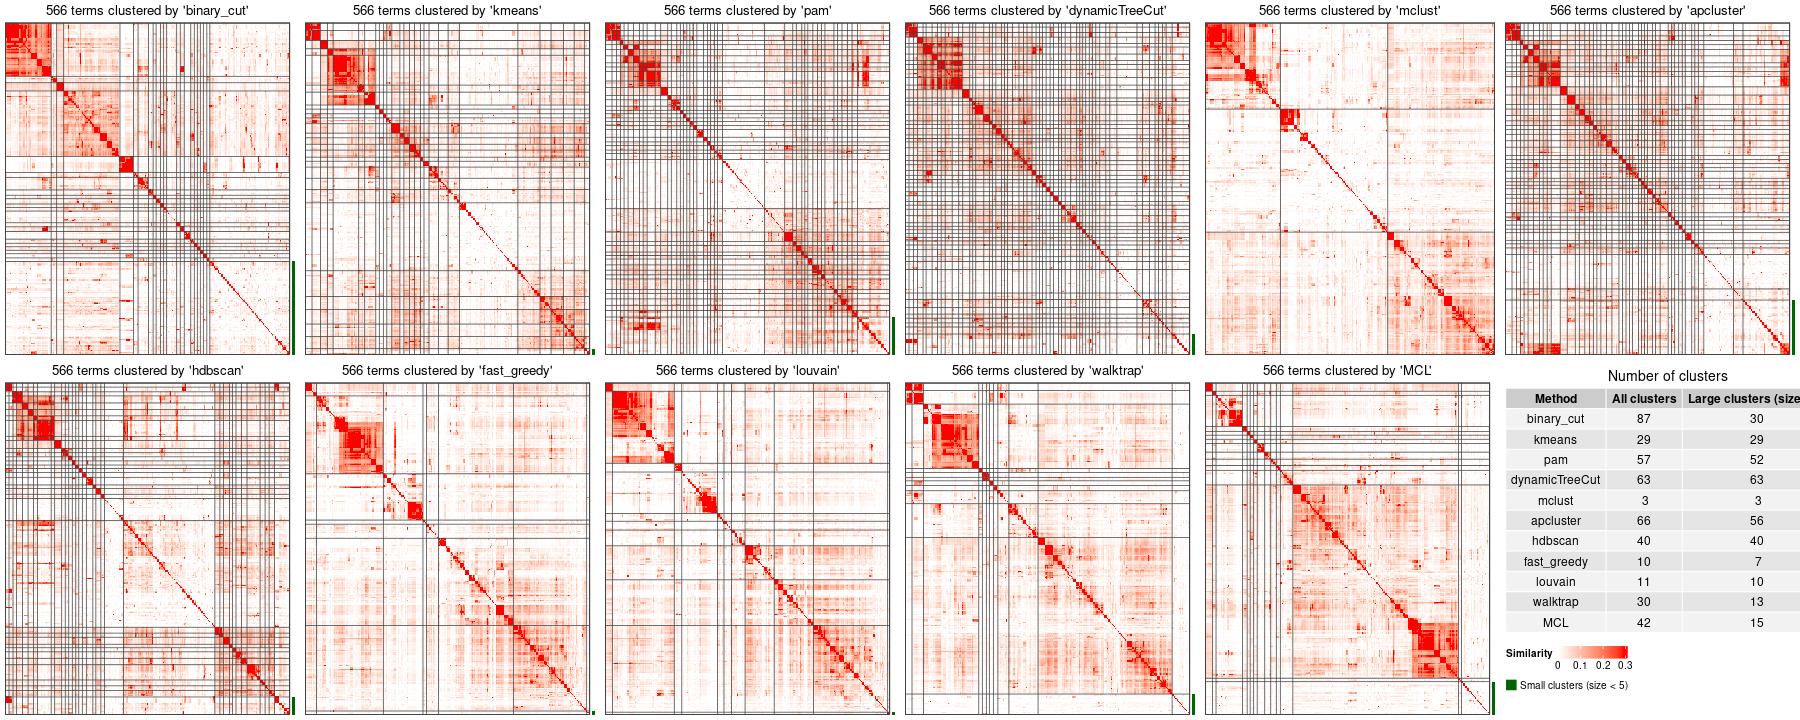 566 terms clustered by 'binary_cut'
566 terms clustered by 'kmeans'
566 terms clustered by 'pam'
566 terms clustered by 'dynamicTreeCut'
566 terms clustered by 'mclust'
566 terms clustered by 'apcluster'
566 terms clustered by 'hdbscan'
566 terms clustered by 'fast_greedy'
566 terms clustered by 'louvain'
566 terms clustered by 'walktrap'
566 terms clustered by 'MCL'
Number of clusters
Method All clusters Large clusters (size
binary_cut 87 30
kmeans 29 29
pam 57 52
dynamicTreeCut 63 63
mclust 3 3
apcluster 66 56
hdbscan 40 40
fast_greedy 10 7
louvain 11 10
walktrap 30 13
MCL 42 15
Similarity
0 0.1 0.2 0.3
Small clusters (size < 5)